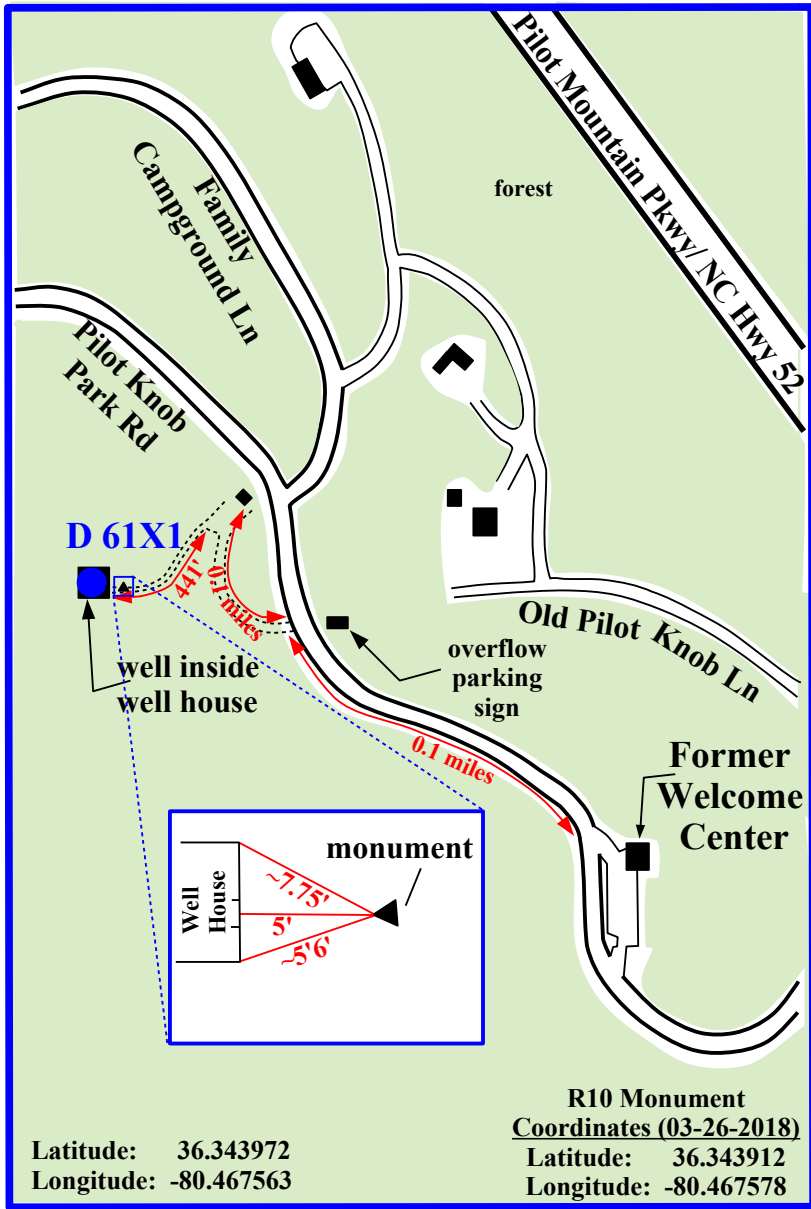 Pilot Mountain Pkwy/ NC Hwy 52
forest
Family
Campground Ln
Pilot Knob
Park Rd
D 61X1
441'
0.1 miles
well inside
well house
overflow
parking
sign
Old Pilot Knob Ln
0.1 miles
Former
Welcome
Center
monument
Well
House
~7.75'
5'
~5'6'
R10 Monument
Coordinates (03-26-2018)
Latitude: 36.343912
Longitude: -80.467578
Latitude: 36.343972
Longitude: -80.467563